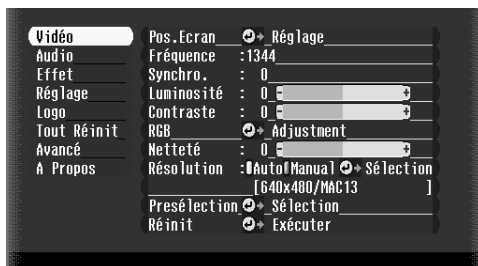 Vidéo
Audio
Effet
Réglage
Logo
Tout Réinit
Avancé
A Propos
Pos.Ecran Réglage
Fréquence :1344
Synchro. : 0
Luminosité : 0 - +
Contraste : 0 - +
RGB Adjustment
Netteté : 0 - +
Résolution : Auto Manual Sélection
[640x480/MAC13 ]
Presélection Sélection
Réinit Exécuter